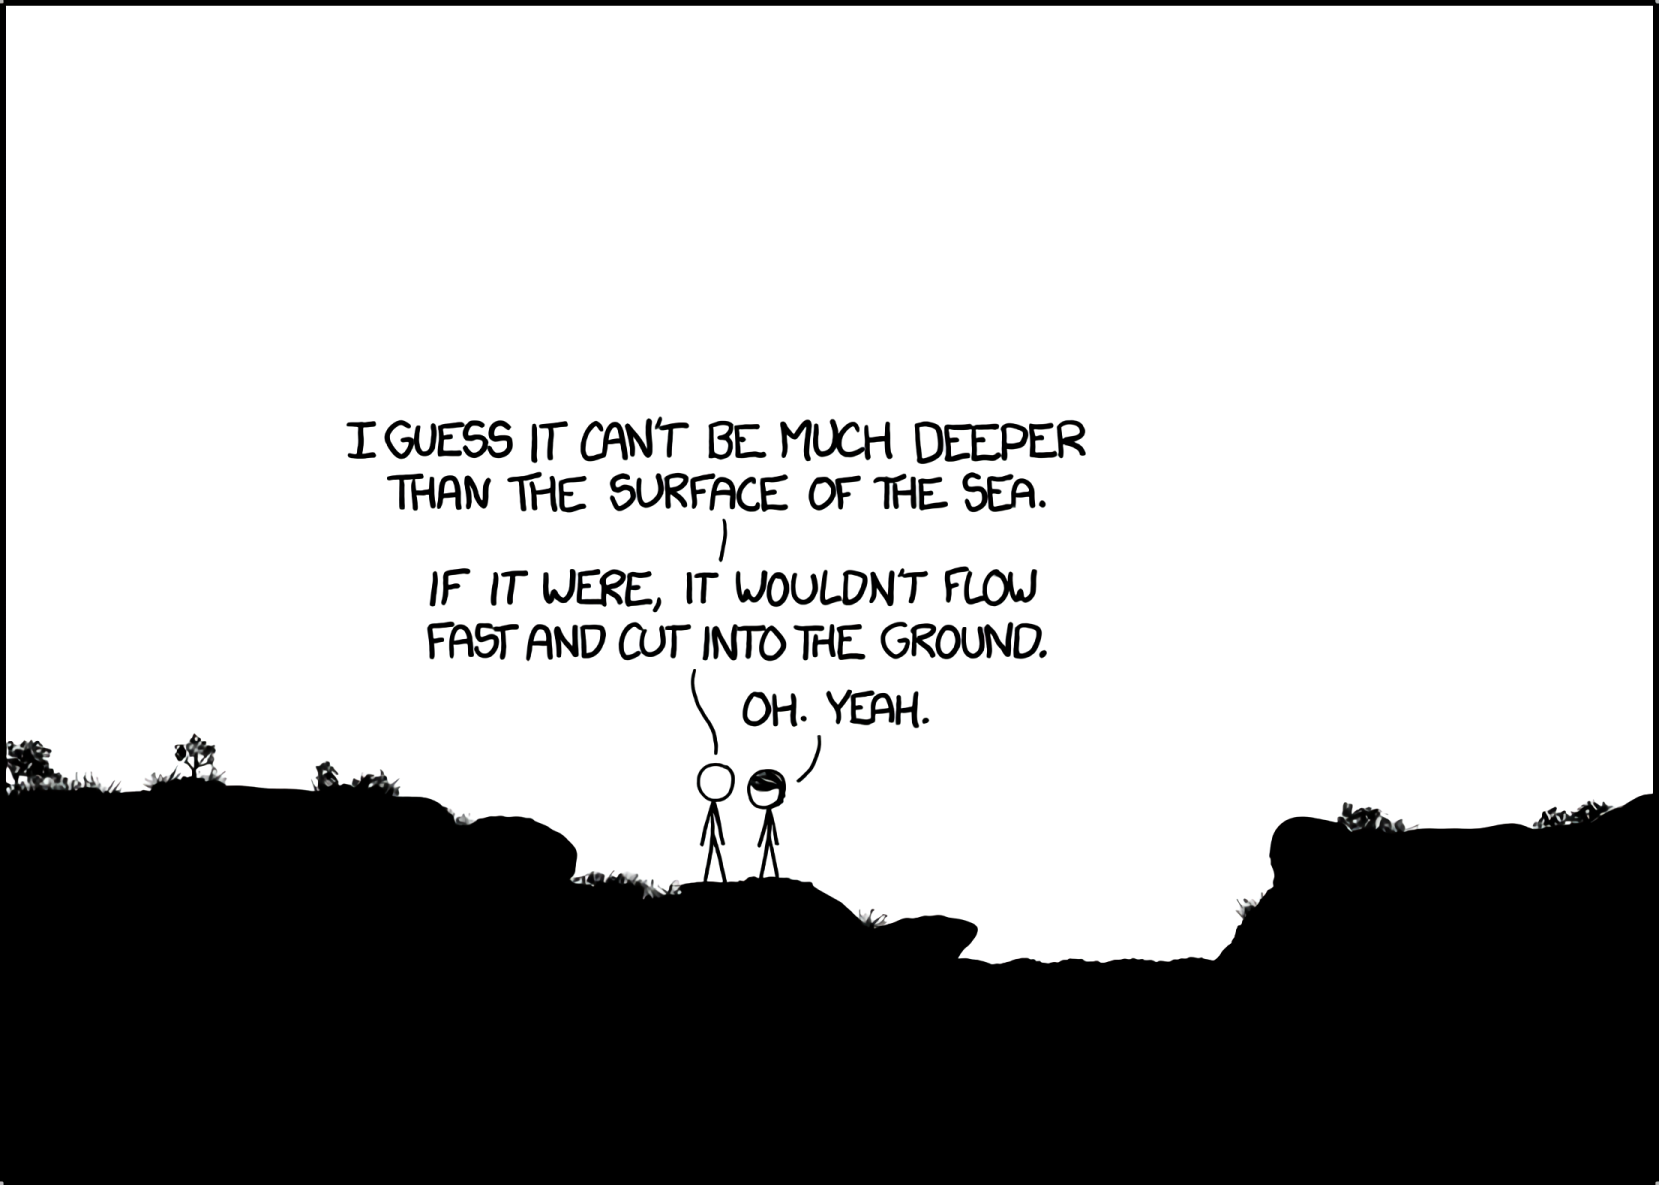 I GUESS IT CAN'T BE MUCH DEEPER
THAN THE SURFACE OF THE SEA.
IF IT WERE, IT WOULDN'T FLOW
FAST AND CUT INTO THE GROUND.
OH. YEAH.